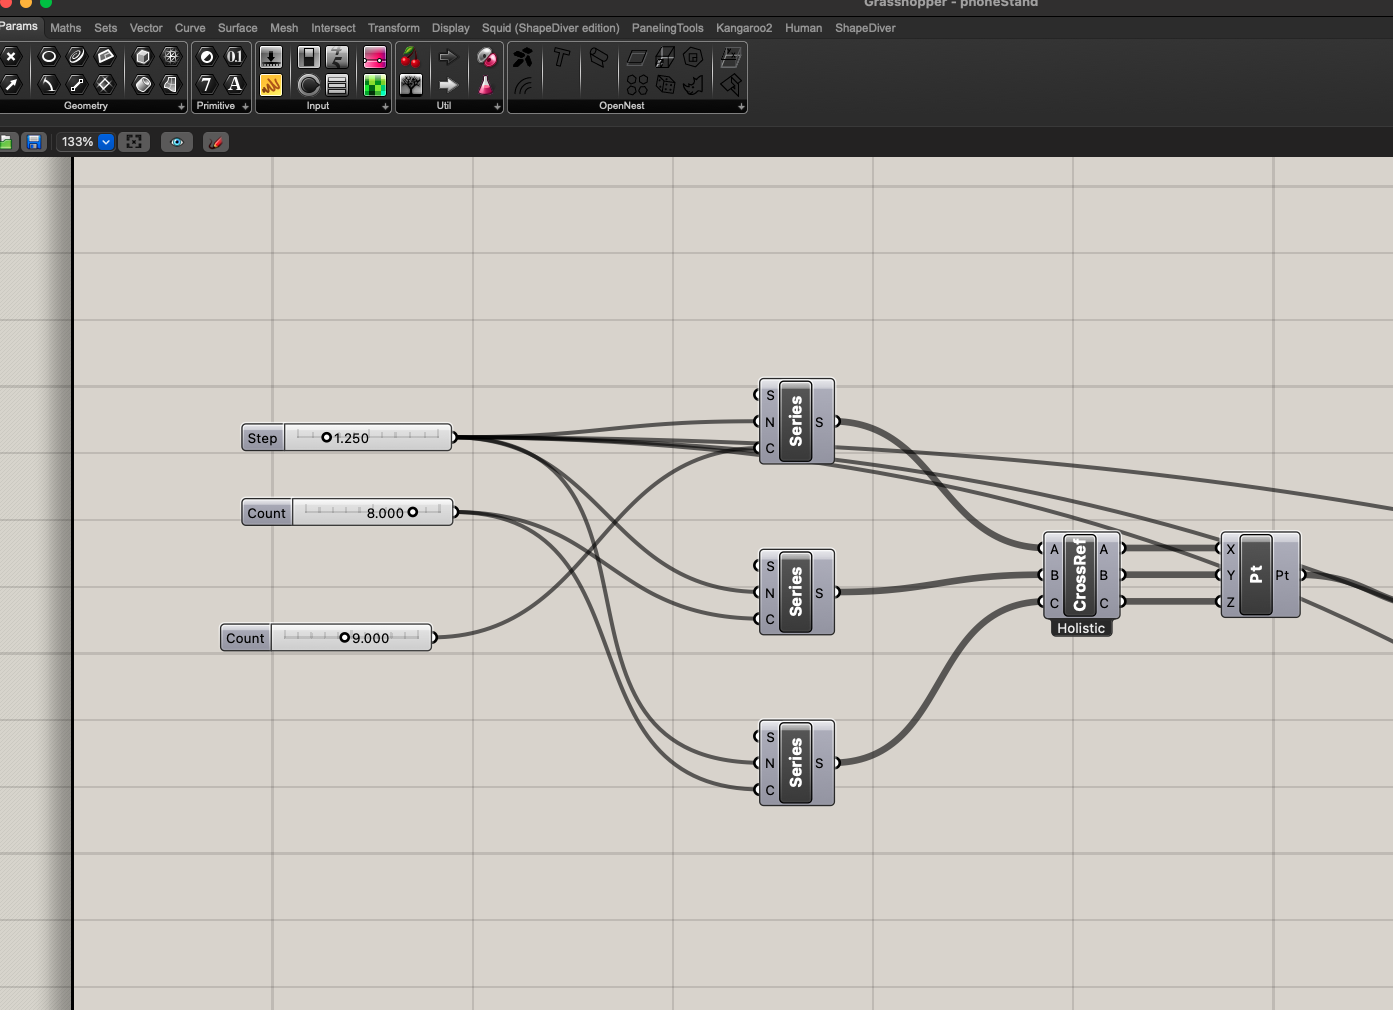 Grasshopper - phoneStand
Params Maths Sets Vector Curve Surface Mesh Intersect Transform Display Squid (ShapeDiver edition) PanelingTools Kangaroo2 Human ShapeDiver
0.1
7 A
Geometry Primitive Input Util OpenNest
133%
Step 1.250
Count 8.000
Count 9.000
S
N Series S
C
S
N Series S
C
S
N Series S
C
A A
B CrossRef B
C C
Holistic
X
Y Pt Pt
Z